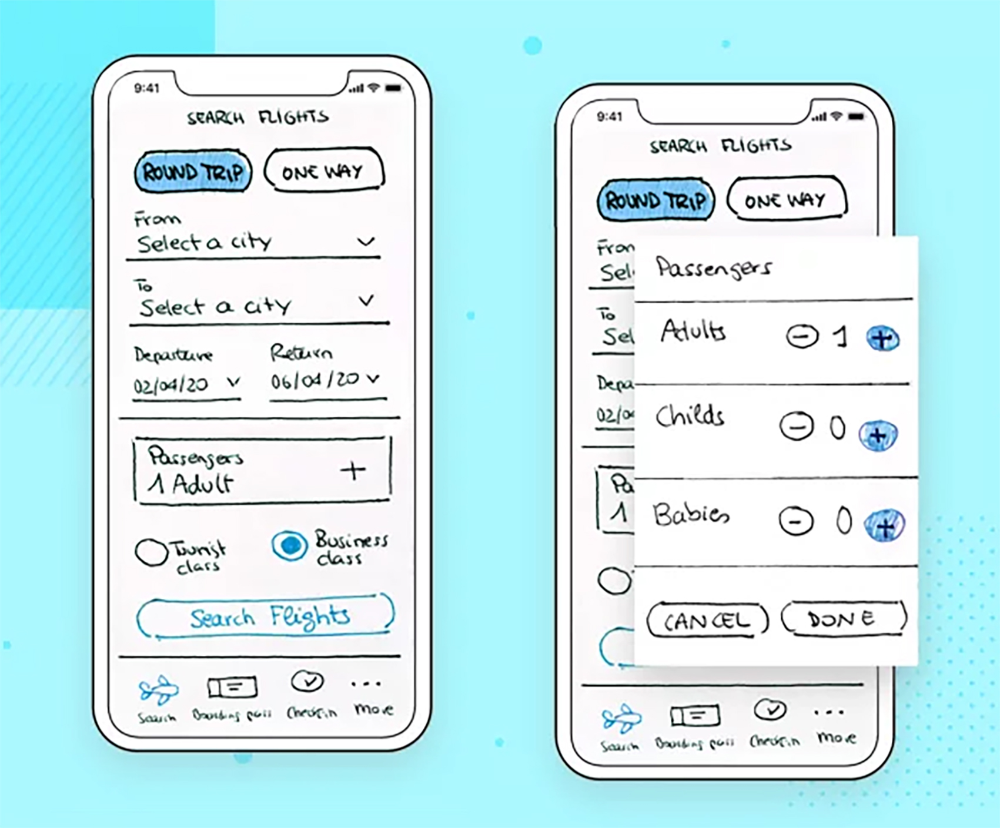 9:41
SEARCH FLIGHTS
ROUND TRIP
ONE WAY
From
Select a city
To
Select a city
Departure
Return
02/04/20
06/04/20
Passengers
1 Adult
+
Tourist
class
Business
class
Search Flights
Search
Boarding pass
Check-in
...
More
9:41
SEARCH FLIGHTS
ROUND TRIP
ONE WAY
From
Sel
To
Sel
Depa
02/04
Pa
1
Passengers
Adults
- 1 +
Childs
- 0 +
Babies
- 0 +
CANCEL
DONE
Search
Boarding pass
Check-in
...
More